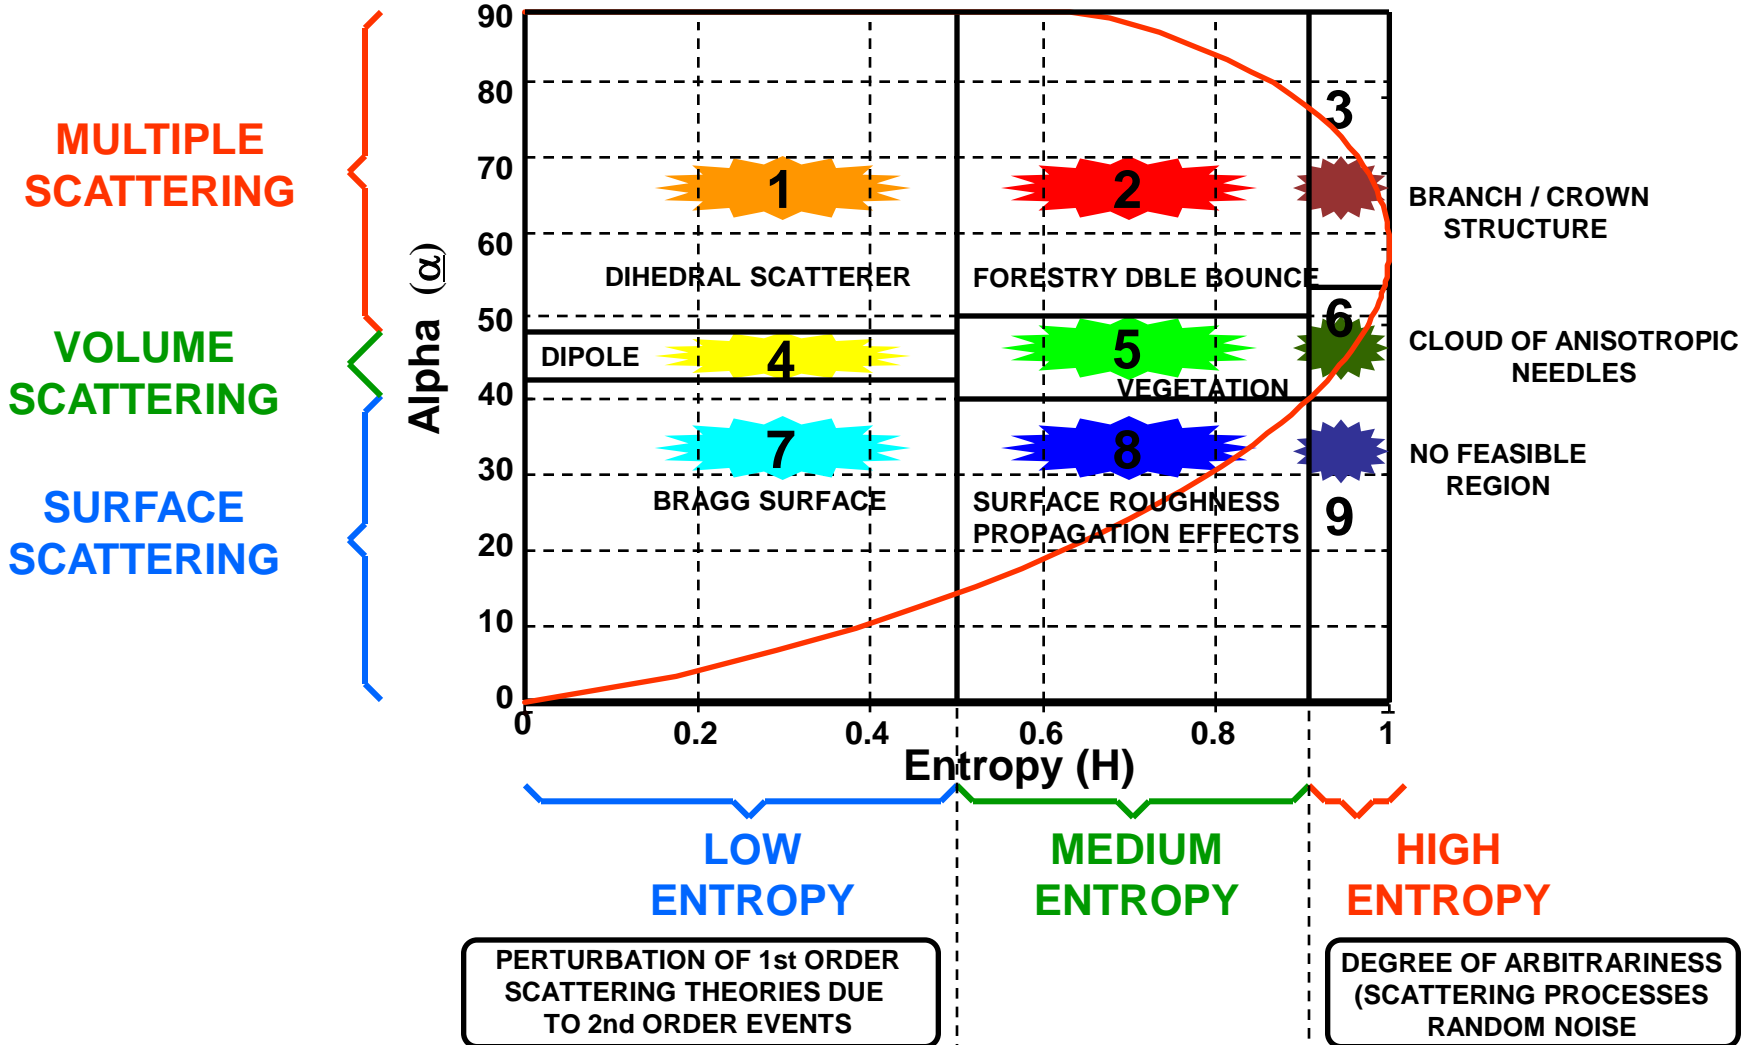 MULTIPLE
SCATTERING
VOLUME
SCATTERING
SURFACE
SCATTERING
Alpha (α)
90
80
70
60
50
40
30
20
10
0
1
2
3
DIHEDRAL SCATTERER
FORESTRY DBLE BOUNCE
BRANCH / CROWN
STRUCTURE
DIPOLE
4
5
6
VEGETATION
CLOUD OF ANISOTROPIC
NEEDLES
7
8
9
BRAGG SURFACE
SURFACE ROUGHNESS
PROPAGATION EFFECTS
NO FEASIBLE
REGION
0
0.2
0.4
0.6
0.8
1
Entropy (H)
LOW
ENTROPY
MEDIUM
ENTROPY
HIGH
ENTROPY
PERTURBATION OF 1st ORDER
SCATTERING THEORIES DUE
TO 2nd ORDER EVENTS
DEGREE OF ARBITRARINESS
(SCATTERING PROCESSES
RANDOM NOISE